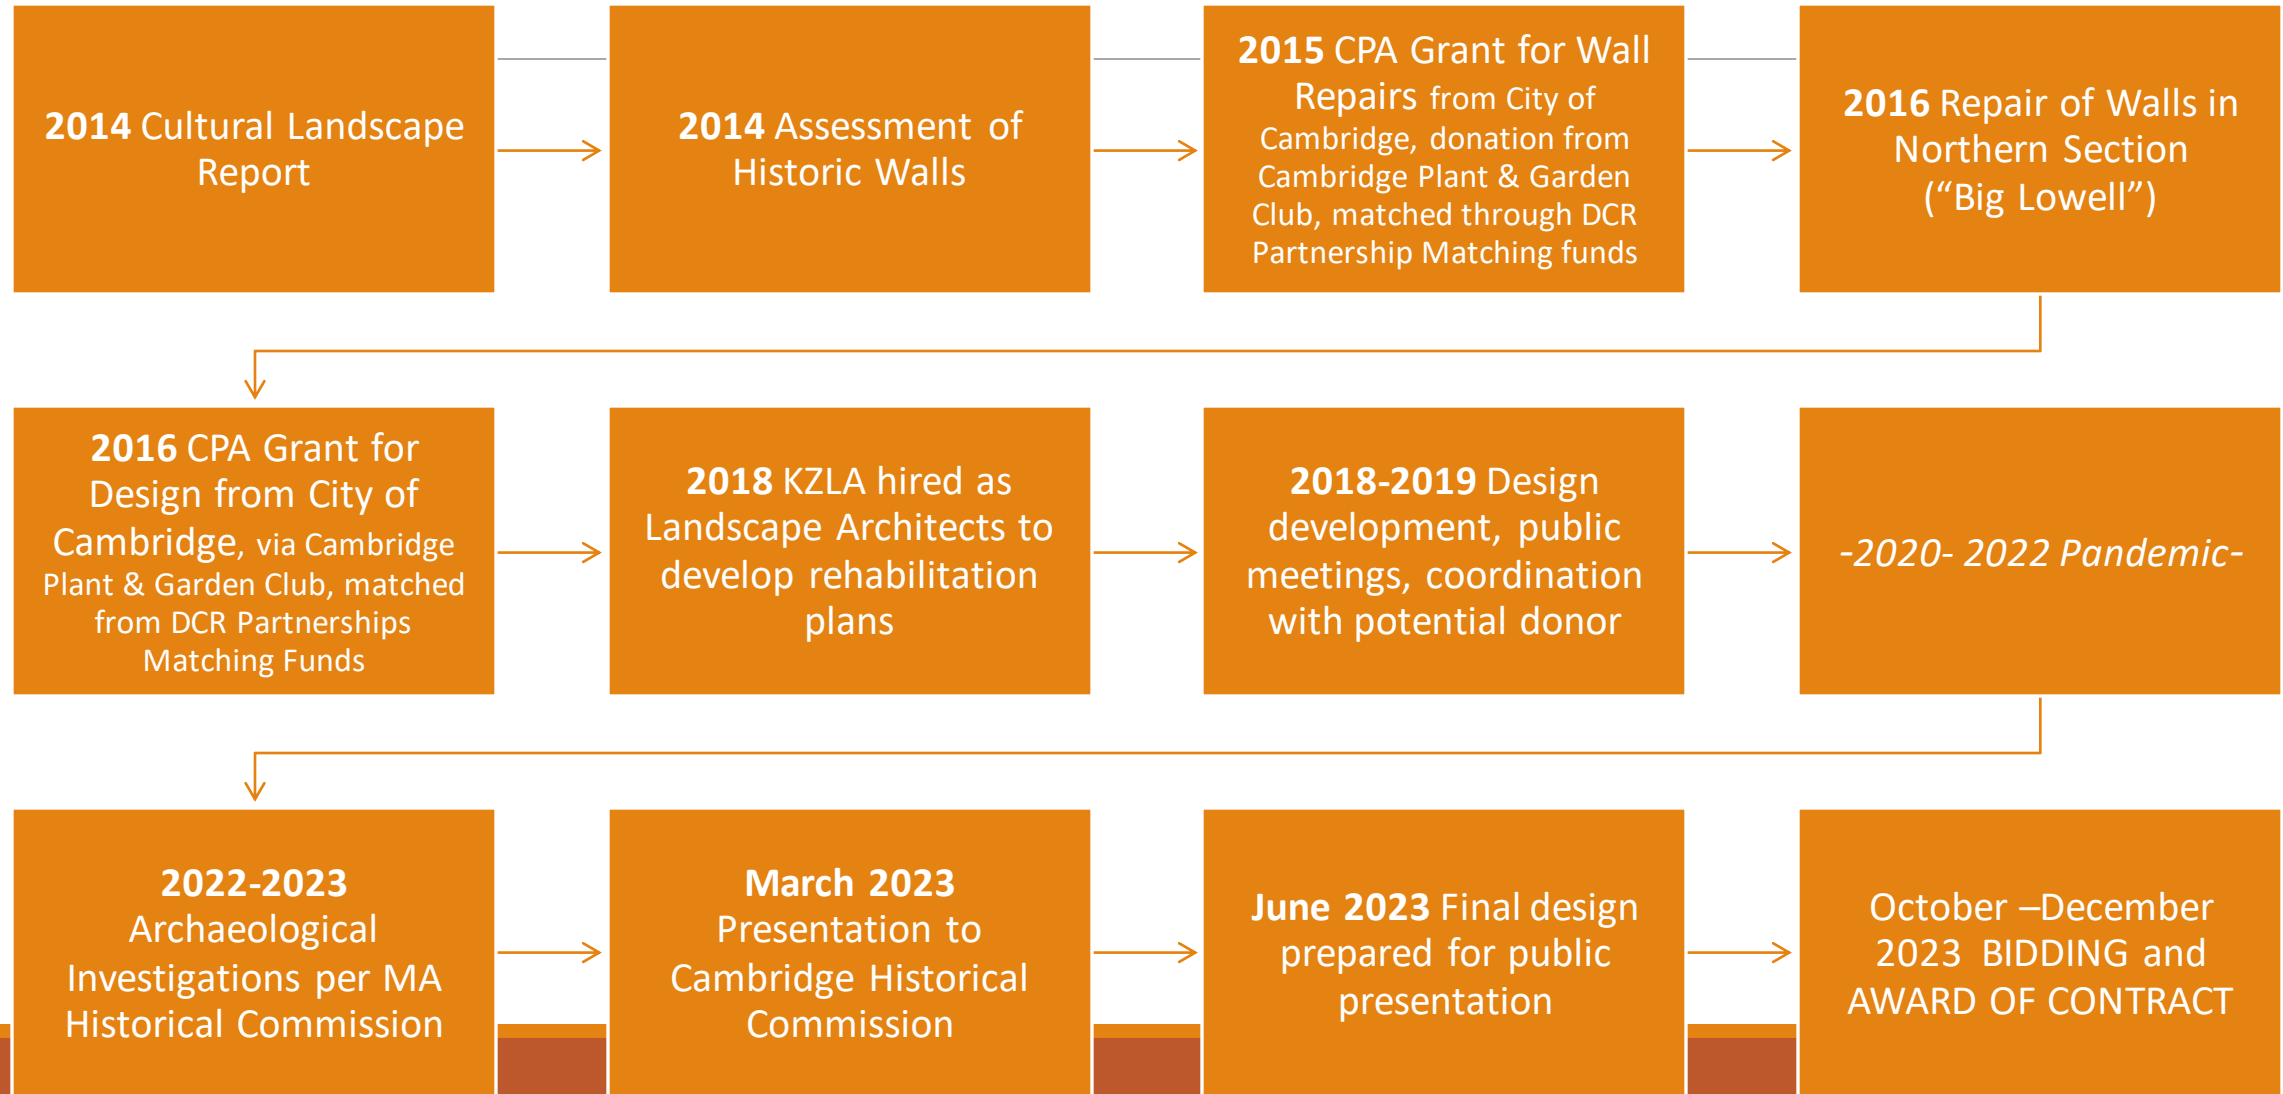 2014 Cultural Landscape
Report
2014 Assessment of
Historic Walls
2015 CPA Grant for Wall
Repairs from City of
Cambridge, donation from
Cambridge Plant & Garden
Club, matched through DCR
Partnership Matching funds
2016 Repair of Walls in
Northern Section
(“Big Lowell”)
2016 CPA Grant for
Design from City of
Cambridge, via Cambridge
Plant & Garden Club, matched
from DCR Partnerships
Matching Funds
2018 KZLA hired as
Landscape Architects to
develop rehabilitation
plans
2018-2019 Design
development, public
meetings, coordination
with potential donor
-2020- 2022 Pandemic-
2022-2023
Archaeological
Investigations per MA
Historical Commission
March 2023
Presentation to
Cambridge Historical
Commission
June 2023 Final design
prepared for public
presentation
October –December
2023 BIDDING and
AWARD OF CONTRACT